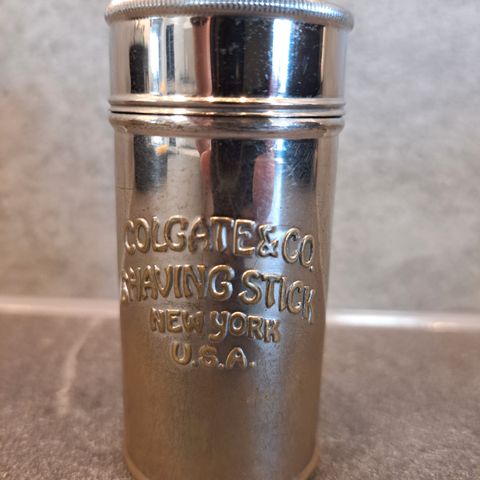 COLGATE & CO.
SHAVING STICK
NEW YORK
U.S.A.